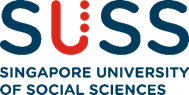 SUSS
SINGAPORE UNIVERSITY
OF SOCIAL SCIENCES